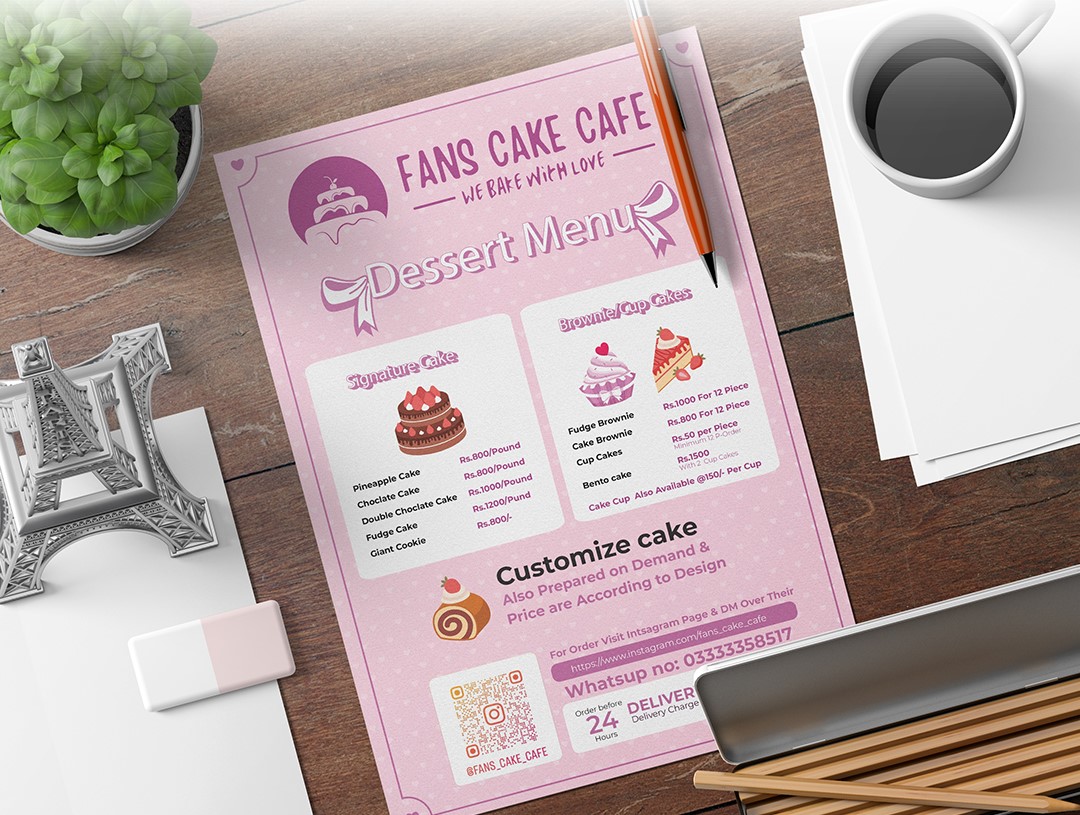 FANS CAKE CAFE
WE BAKE WITH LOVE
Dessert Menu
Signature Cake
Pineapple Cake Rs.800/Pound
Choclate Cake Rs.800/Pound
Double Choclate Cake Rs.1000/Pound
Fudge Cake Rs.1200/Pund
Giant Cookie Rs.800/-
Brownie/Cup Cakes
Fudge Brownie Rs.1000 For 12 Piece
Cake Brownie Rs.800 For 12 Piece
Cup Cakes Rs.50 per Piece
Minimum 12 P-Order
Bento cake Rs.1500
With 2 Cup Cakes
Cake Cup Also Available @150/- Per Cup
Customize cake
Also Prepared on Demand &
Price are According to Design
For Order Visit Intsagram Page & DM Over Their
https://www.instagram.com/fans_cake_cafe
Whatsup no: 03333358517
Order before
24
Hours
DELIVER
Delivery Charge
@FANS_CAKE_CAFE